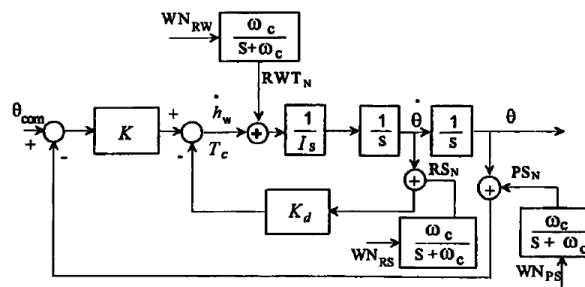 WN_RW
ω_c
S+ω_c
RWT_N
θ_com
+
-
K
+
-
ḣ_w
T_c
+
1
I s
1
s
θ̇
1
s
θ
RS_N
+
+
PS_N
K_d
WN_RS
ω_c
S+ω_c
ω_c
S + ω_c
WN_PS